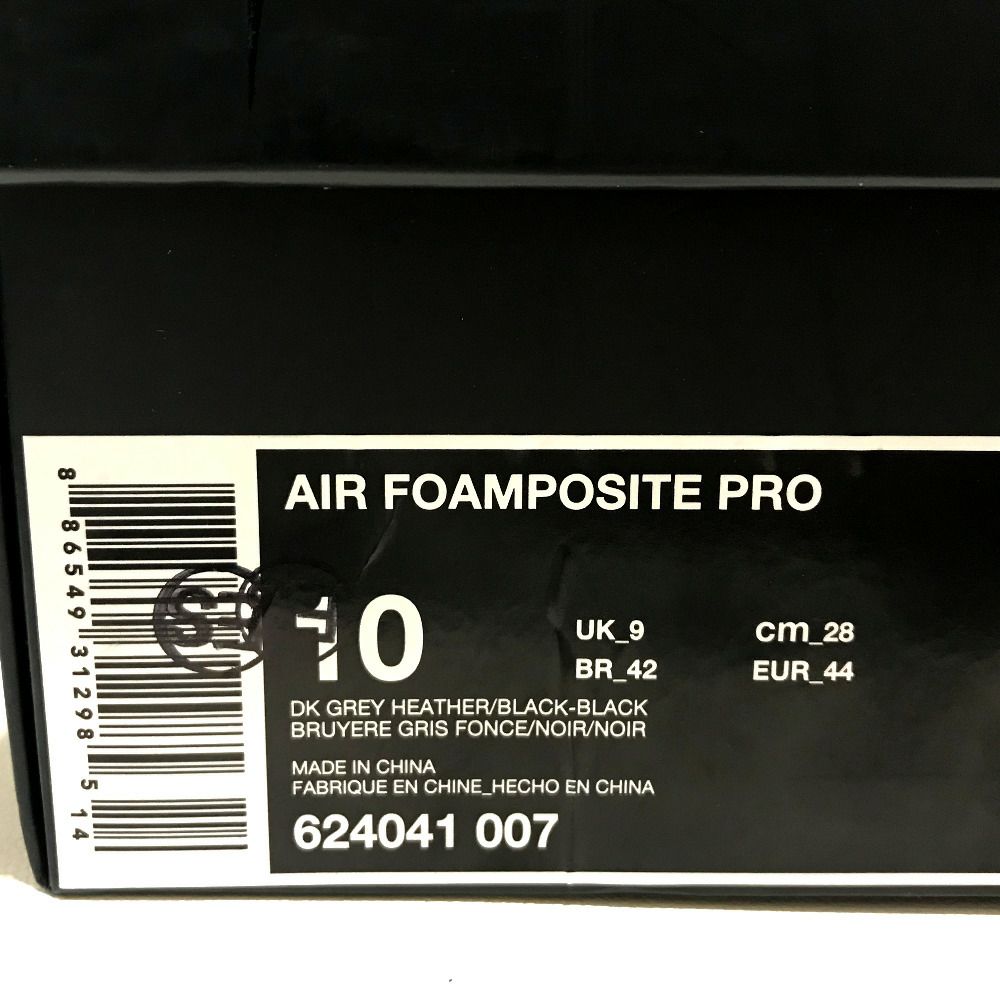 AIR FOAMPOSITE PRO
10
UK_9 cm_28
BR_42 EUR_44
DK GREY HEATHER/BLACK-BLACK
BRUYERE GRIS FONCE/NOIR/NOIR
MADE IN CHINA
FABRIQUE EN CHINE_HECHO EN CHINA
624041 007
8 86549 31298 5 14